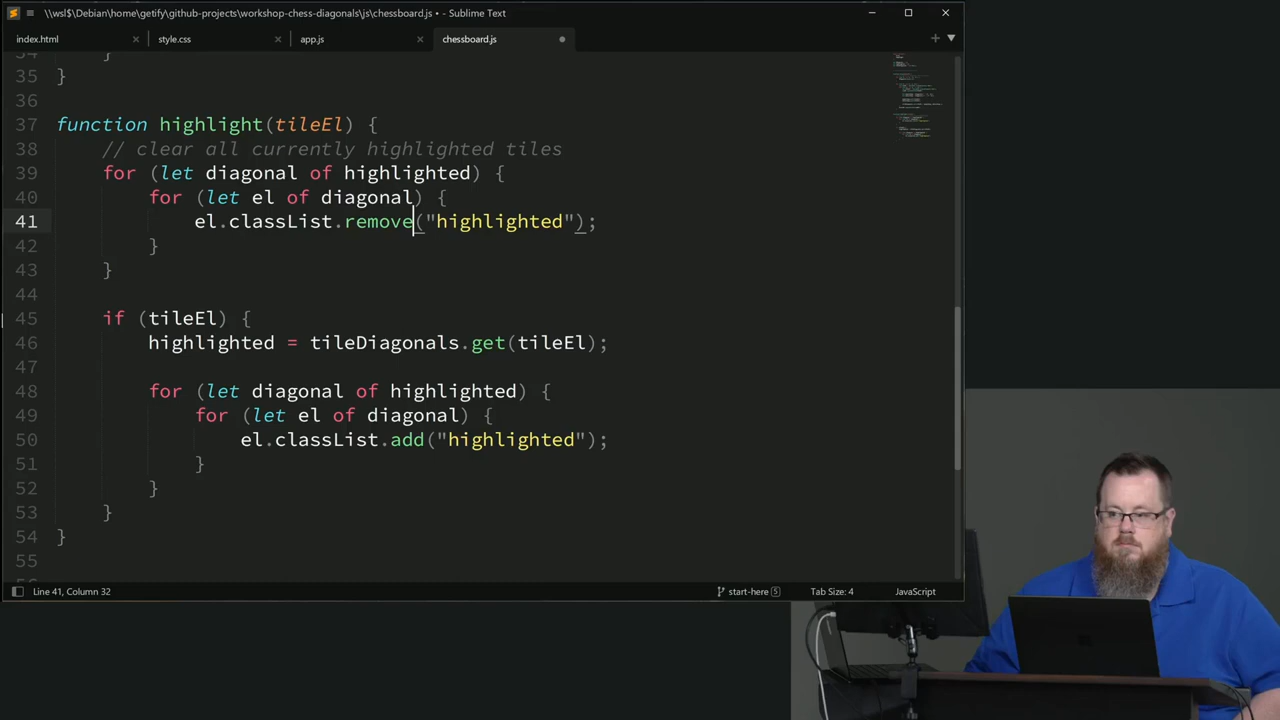 \\wsl$\Debian\home\getify\github-projects\workshop-chess-diagonals\js\chessboard.js • - Sublime Text
index.html
style.css
app.js
chessboard.js
34 }
35 }
36
37 function highlight(tileEl) {
38 // clear all currently highlighted tiles
39 for (let diagonal of highlighted) {
40 for (let el of diagonal) {
41 el.classList.remove("highlighted");
42 }
43 }
44
45 if (tileEl) {
46 highlighted = tileDiagonals.get(tileEl);
47
48 for (let diagonal of highlighted) {
49 for (let el of diagonal) {
50 el.classList.add("highlighted");
51 }
52 }
53 }
54 }
55
Line 41, Column 32
start-here 5
Tab Size: 4
JavaScript